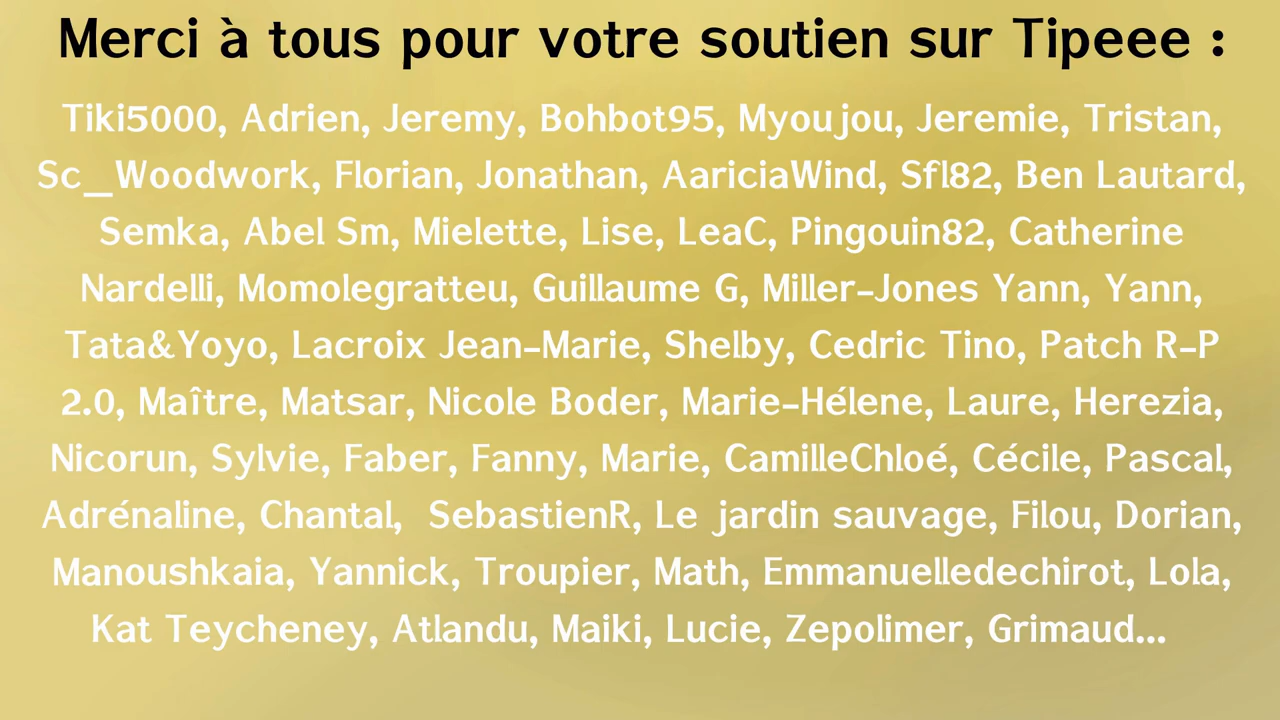 Merci à tous pour votre soutien sur Tipeee :
Tiki5000, Adrien, Jeremy, Bohbot95, Myoujou, Jeremie, Tristan,
Sc_Woodwork, Florian, Jonathan, AariciaWind, Sfl82, Ben Lautard,
Semka, Abel Sm, Mielette, Lise, LeaC, Pingouin82, Catherine
Nardelli, Momolegratteu, Guillaume G, Miller-Jones Yann, Yann,
Tata&Yoyo, Lacroix Jean-Marie, Shelby, Cedric Tino, Patch R-P
2.0, Maître, Matsar, Nicole Boder, Marie-Hélene, Laure, Herezia,
Nicorun, Sylvie, Faber, Fanny, Marie, CamilleChloé, Cécile, Pascal,
Adrénaline, Chantal,  SebastienR, Le jardin sauvage, Filou, Dorian,
Manoushkaia, Yannick, Troupier, Math, Emmanuelledechirot, Lola,
Kat Teycheney, Atlandu, Maiki, Lucie, Zepolimer, Grimaud...